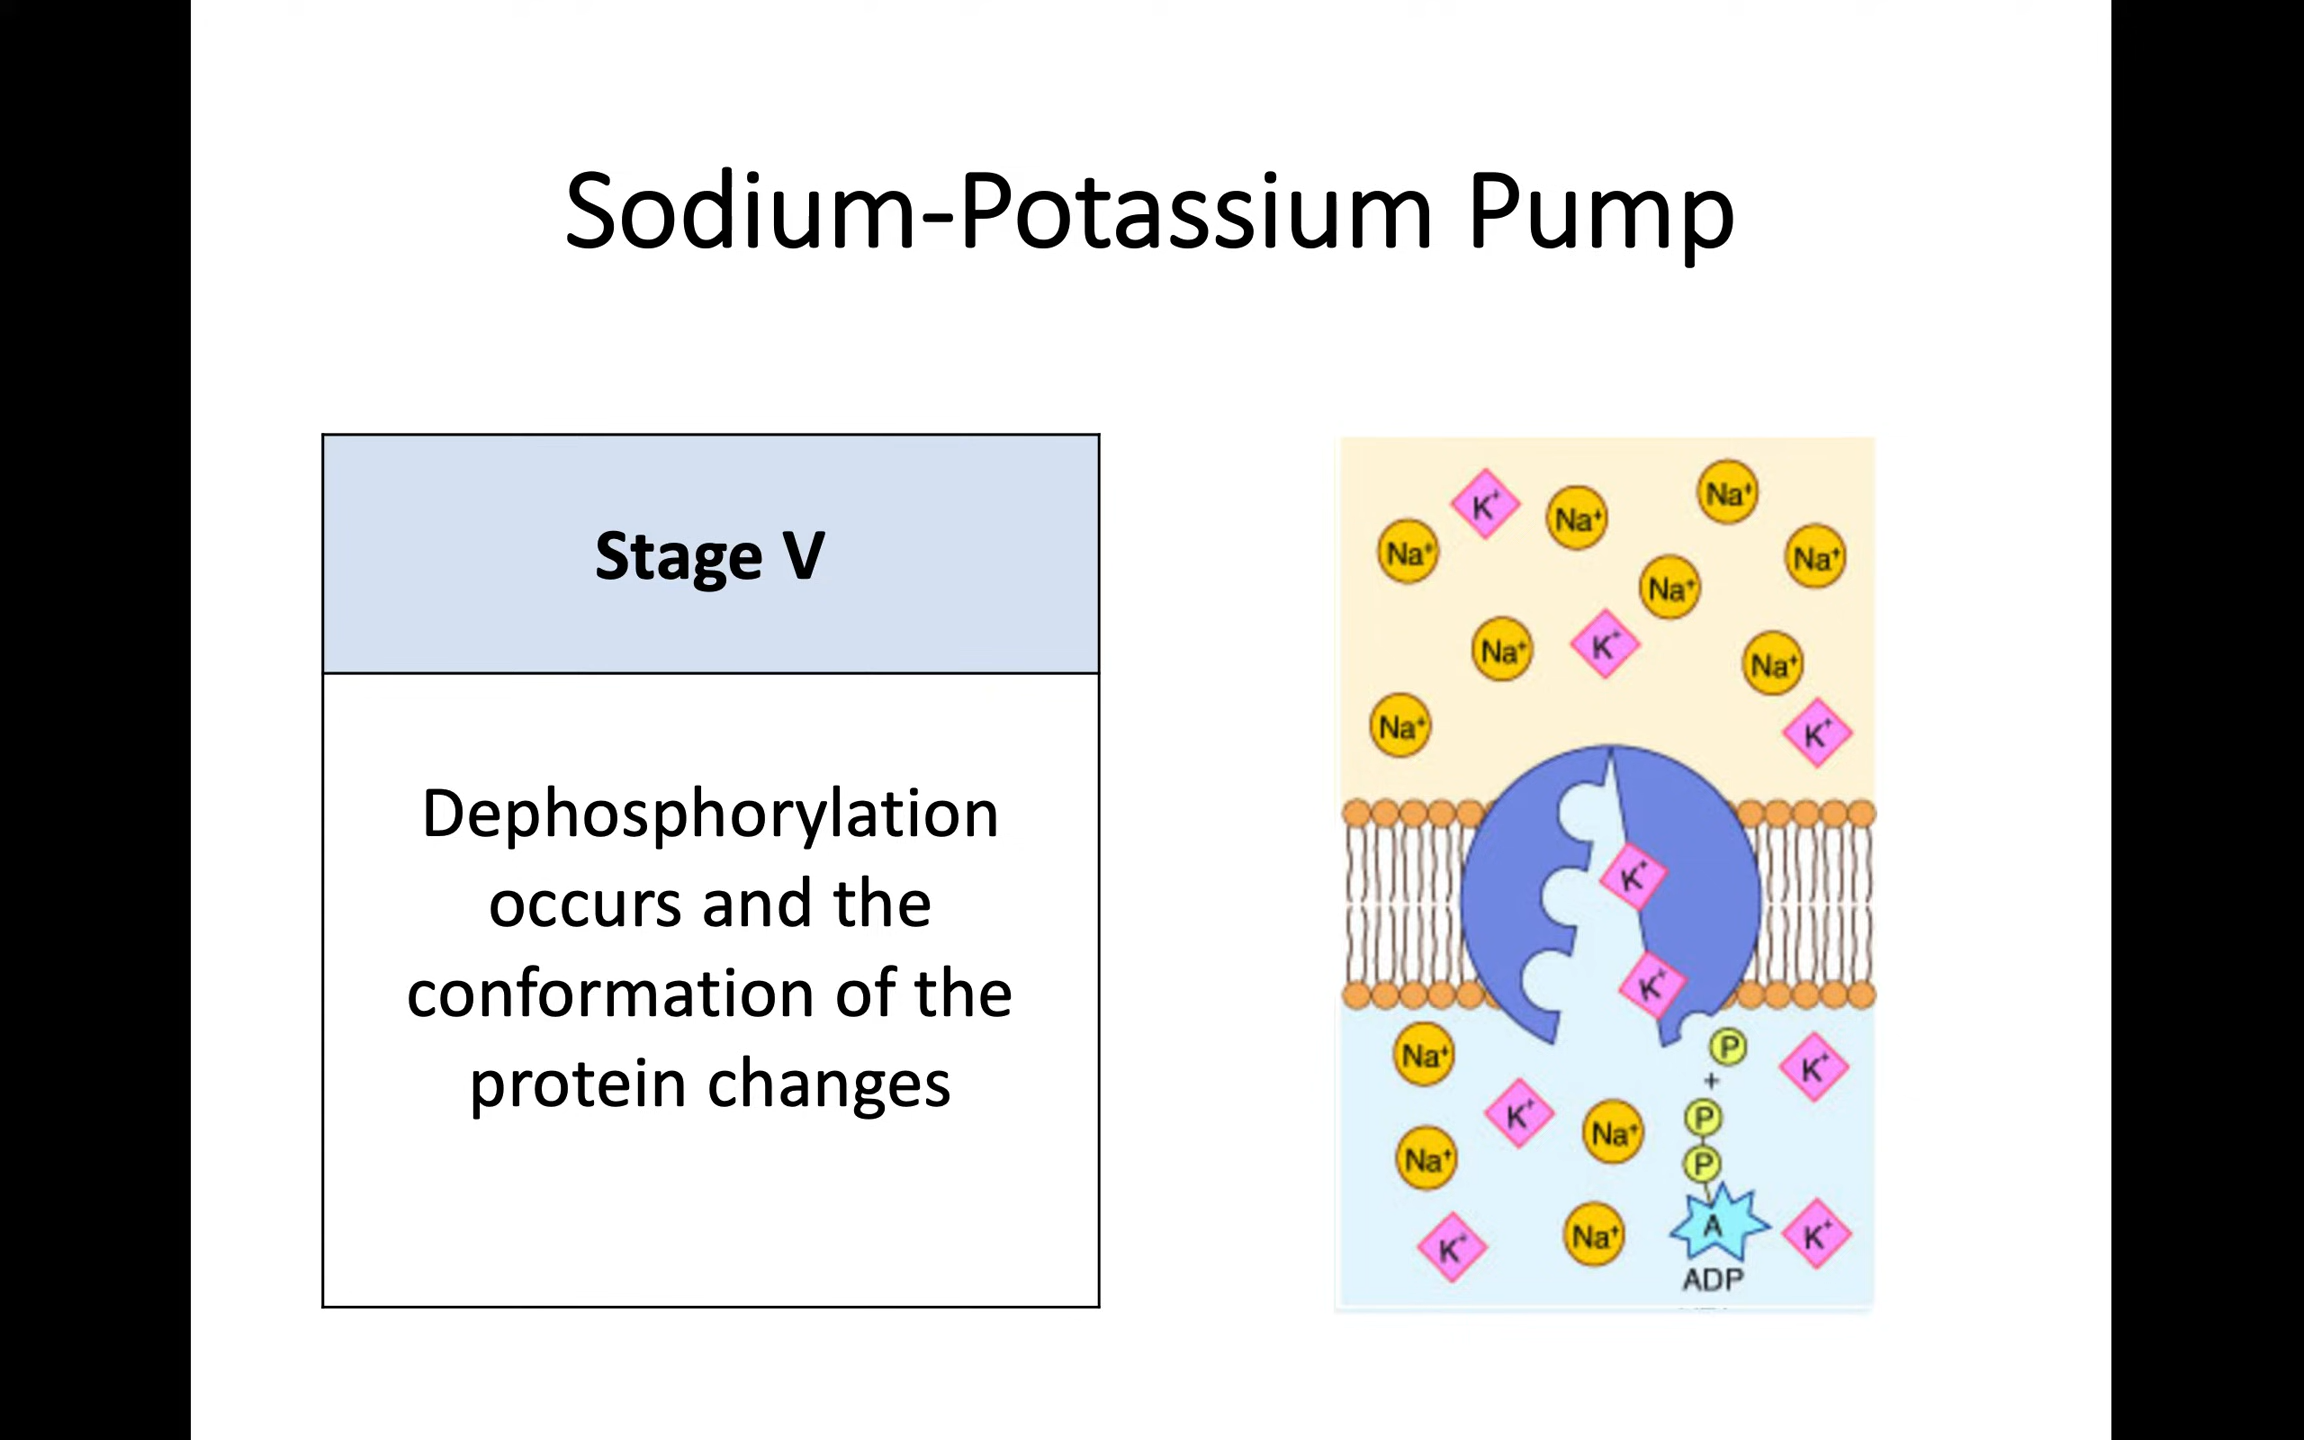 Sodium-Potassium Pump
Stage V
Dephosphorylation
occurs and the
conformation of the
protein changes
K⁺
Na⁺
Na⁺
Na⁺
Na⁺
Na⁺
Na⁺
K⁺
Na⁺
Na⁺
K⁺
K⁺
K⁺
Na⁺
P
K⁺
+
K⁺
Na⁺
P
Na⁺
P
A
Na⁺
K⁺
K⁺
ADP